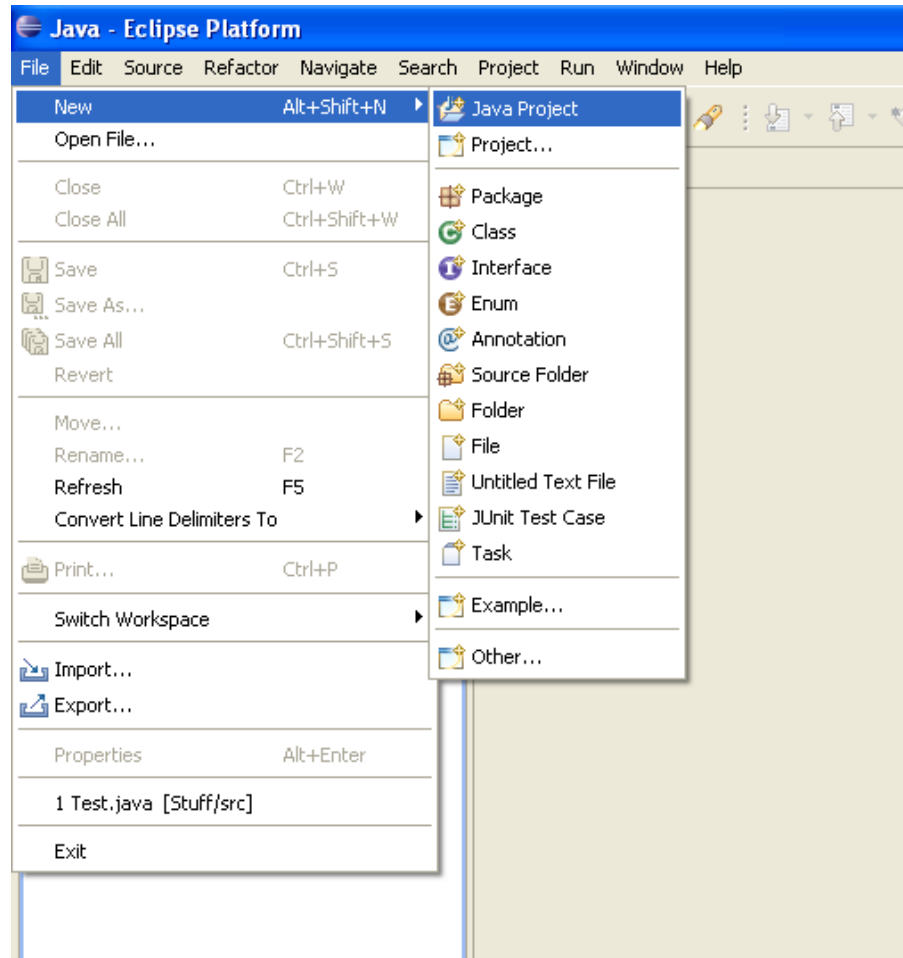 Java - Eclipse Platform
File Edit Source Refactor Navigate Search Project Run Window Help
New Alt+Shift+N
Open File...
Close Ctrl+W
Close All Ctrl+Shift+W
Save Ctrl+S
Save As...
Save All Ctrl+Shift+S
Revert
Move...
Rename... F2
Refresh F5
Convert Line Delimiters To
Print... Ctrl+P
Switch Workspace
Import...
Export...
Properties Alt+Enter
1 Test.java [Stuff/src]
Exit
Java Project
Project...
Package
Class
Interface
Enum
Annotation
Source Folder
Folder
File
Untitled Text File
JUnit Test Case
Task
Example...
Other...